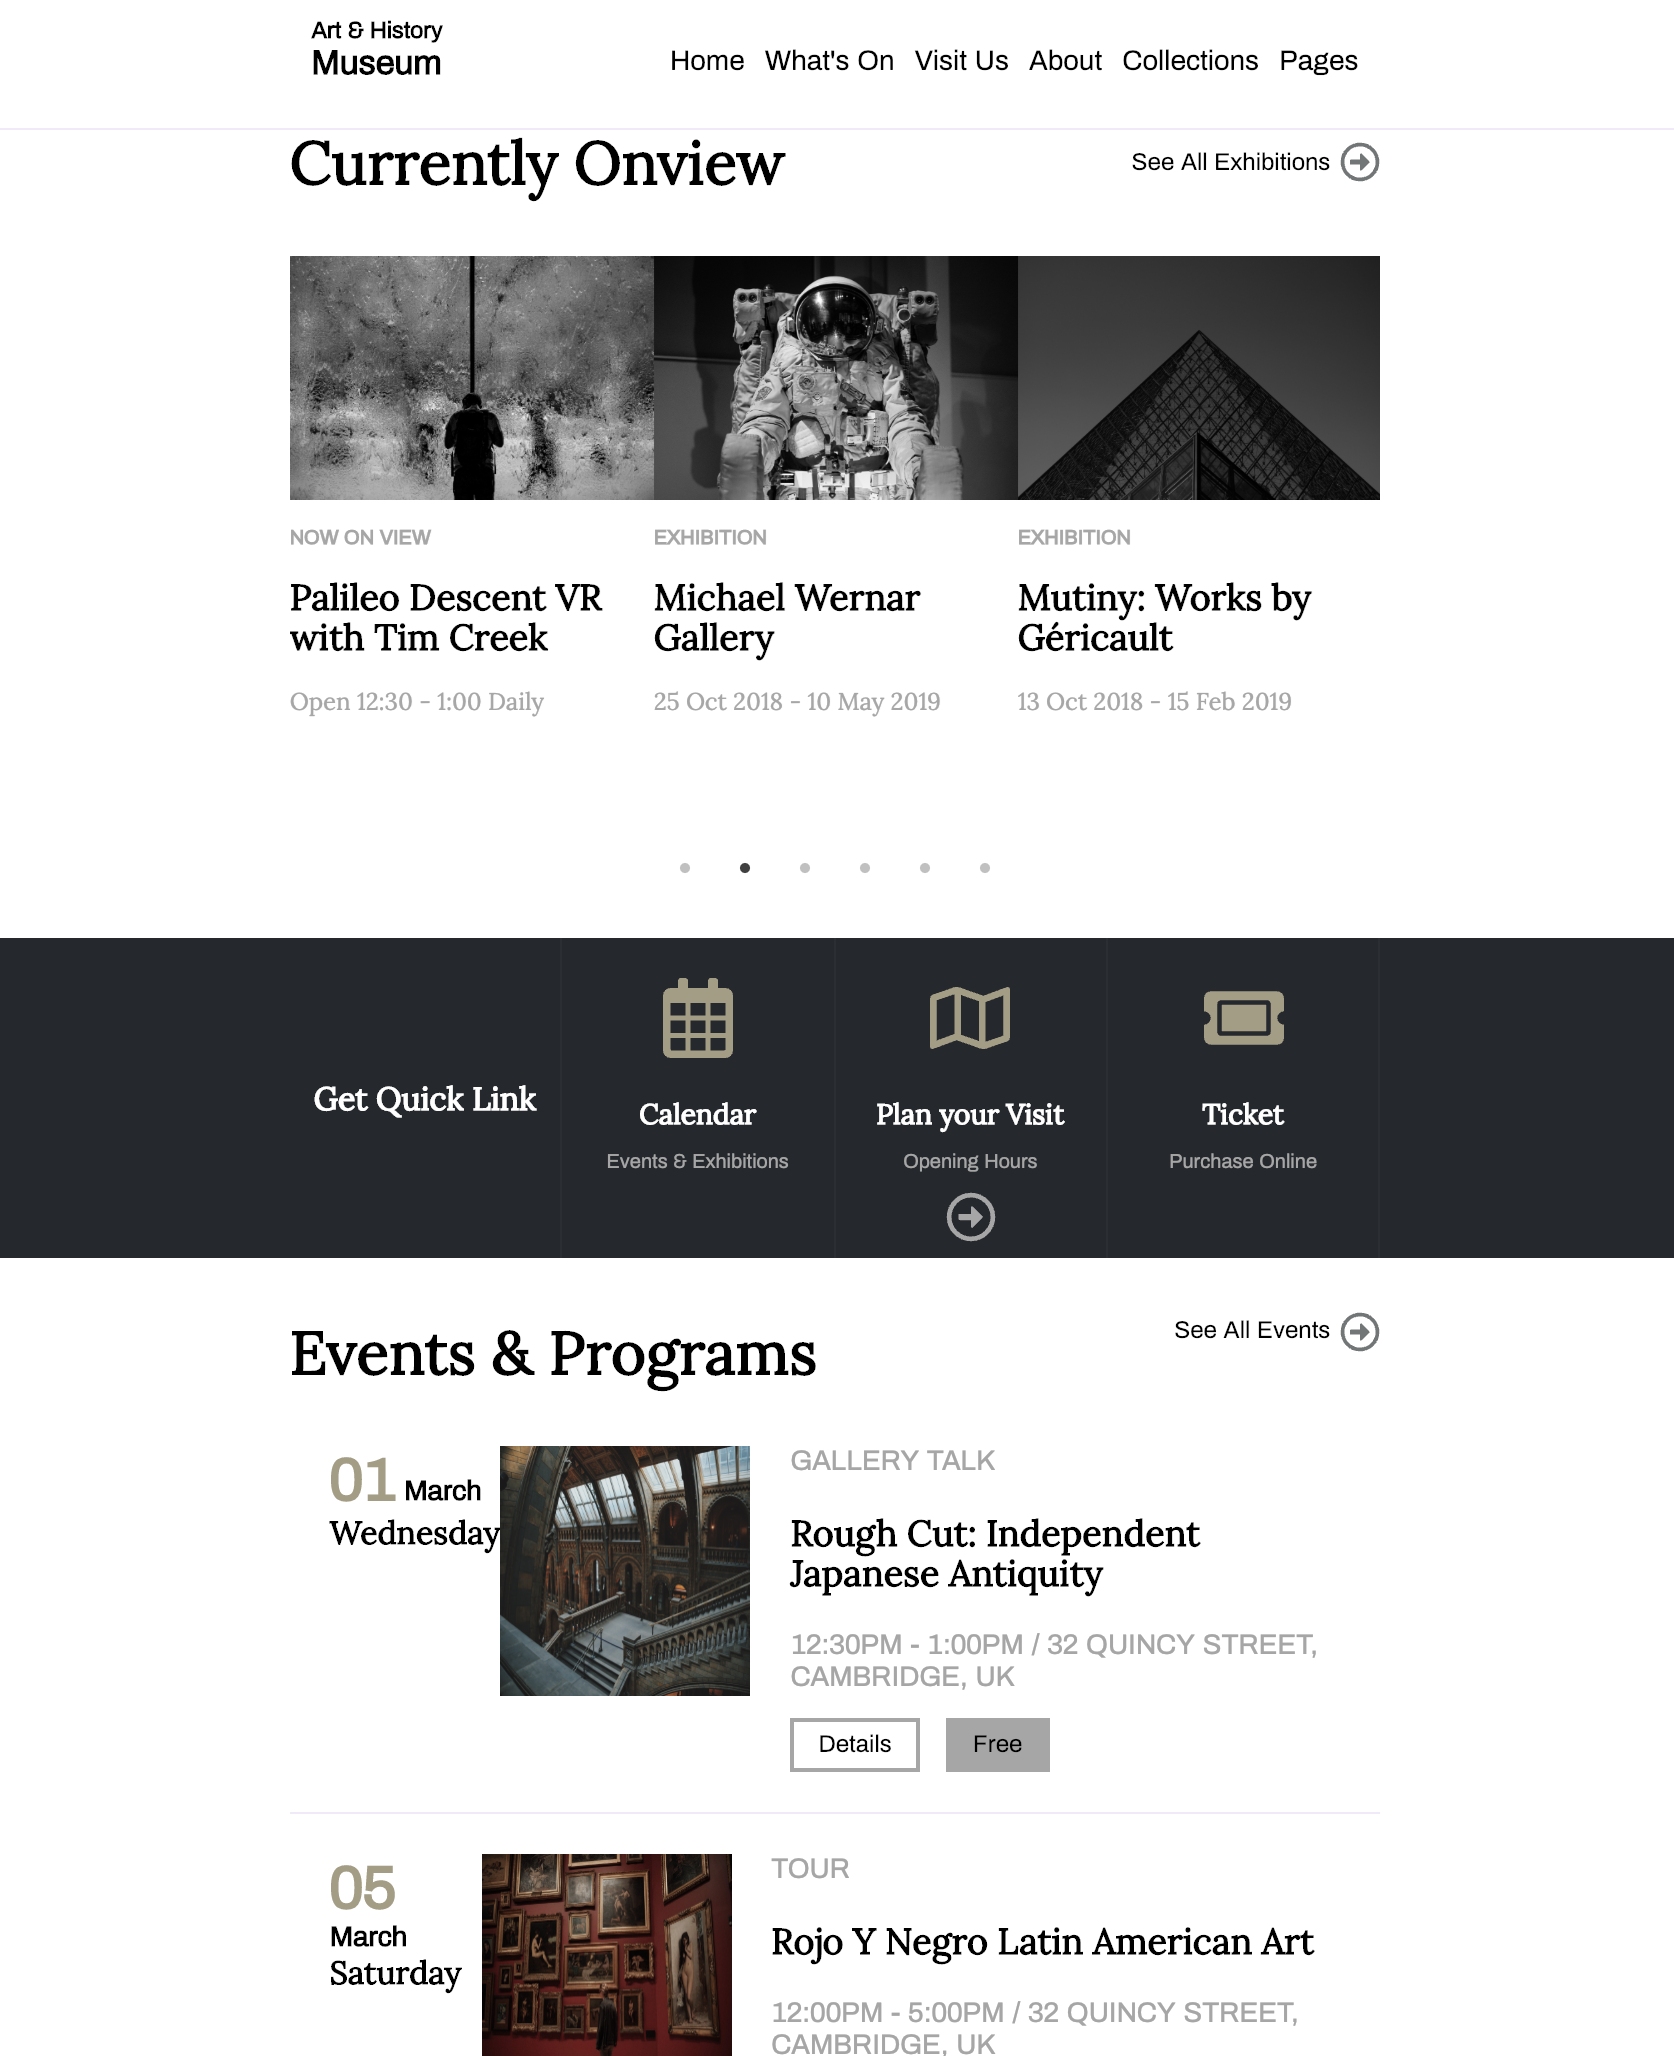 Art & History
Museum
Home What's On Visit Us About Collections Pages
Currently Onview
See All Exhibitions
NOW ON VIEW
Palileo Descent VR
with Tim Creek
Open 12:30 - 1:00 Daily
EXHIBITION
Michael Wernar
Gallery
25 Oct 2018 - 10 May 2019
EXHIBITION
Mutiny: Works by
Géricault
13 Oct 2018 - 15 Feb 2019
Get Quick Link
Calendar
Events & Exhibitions
Plan your Visit
Opening Hours
Ticket
Purchase Online
Events & Programs
See All Events
01 March
Wednesday
GALLERY TALK
Rough Cut: Independent
Japanese Antiquity
12:30PM - 1:00PM / 32 QUINCY STREET,
CAMBRIDGE, UK
Details
Free
05
March
Saturday
TOUR
Rojo Y Negro Latin American Art
12:00PM - 5:00PM / 32 QUINCY STREET,
CAMBRIDGE, UK